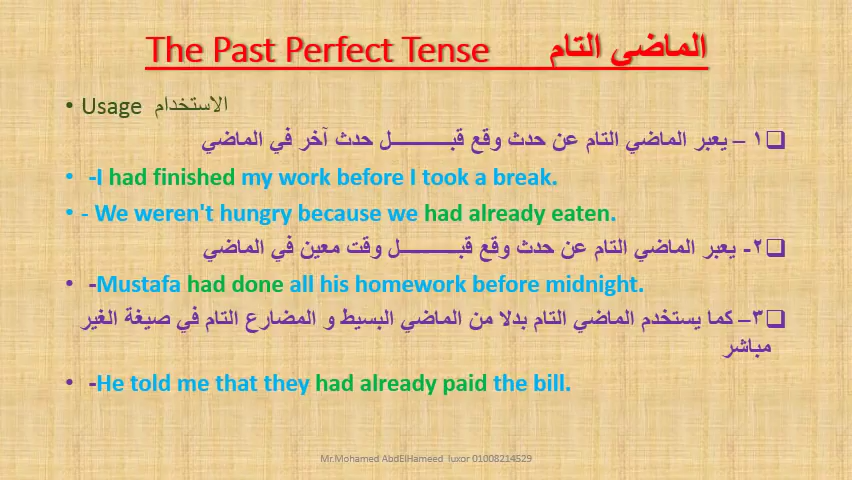 The Past Perfect Tense الماضي التام
• Usage الاستخدام
❑١ – يعبر الماضي التام عن حدث وقع قبـــــــــــل حدث آخر في الماضي
• -I had finished my work before I took a break.
• - We weren't hungry because we had already eaten.
❑٢- يعبر الماضي التام عن حدث وقع قبـــــــــــل وقت معين في الماضي
• -Mustafa had done all his homework before midnight.
❑٣– كما يستخدم الماضي التام بدلا من الماضي البسيط و المضارع التام في صيغة الغير
مباشر
• -He told me that they had already paid the bill.
Mr.Mohamed AbdElHameed luxor 01008214529